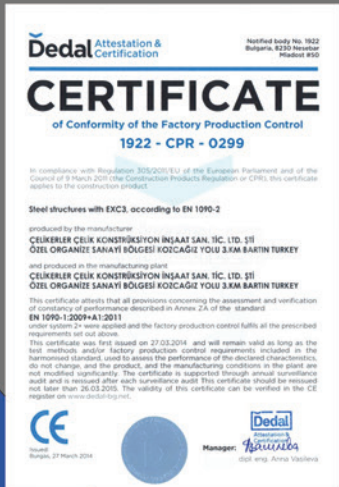 Dedal Attestation & Certification
Notified body No. 1922
Bulgaria, 8230 Nesebar
Mladost #50
CERTIFICATE
of Conformity of the Factory Production Control
1922 - CPR - 0299
In compliance with Regulation 305/2011/EU of the European Parliament and of the
Council of 9 March 2011 (the Construction Products Regulation or CPR), this certificate
applies to the construction product
Steel structures with EXC3, according to EN 1090-2
produced by the manufacturer
ÇELİKERLER ÇELİK KONSTRÜKSİYON İNŞAAT SAN. TİC. LTD. ŞTİ
ÖZEL ORGANİZE SANAYİ BÖLGESİ KOZCAĞIZ YOLU 3.KM BARTIN TURKEY
and produced in the manufacturing plant
ÇELİKERLER ÇELİK KONSTRÜKSİYON İNŞAAT SAN. TİC. LTD. ŞTİ
ÖZEL ORGANİZE SANAYİ BÖLGESİ KOZCAĞIZ YOLU 3.KM BARTIN TURKEY
This certificate attests that all provisions concerning the assessment and verification
of constancy of performance described in Annex ZA of the standard
EN 1090-1:2009+A1:2011
under system 2+ were applied and the factory production control fulfils all the prescribed
requirements set out above.
This certificate was first issued on 27.03.2014 and will remain valid as long as the
test methods and/or factory production control requirements included in the
harmonised standard, used to assess the performance of the declared characteristics,
do not change, and the product, and the manufacturing conditions in the plant are
not modified significantly. The certificate is supported through annual surveillance
audit and is reissued after each surveillance audit This certificate should be reissued
not later than 26.03.2015. The validity of this certificate can be verified in the CE
register on www.dedal-bg.net.
CE
Issued
Burgas, 27 March 2014
Dedal
Attestation &
Certification
Manager:
dipl. eng. Anna Vasileva